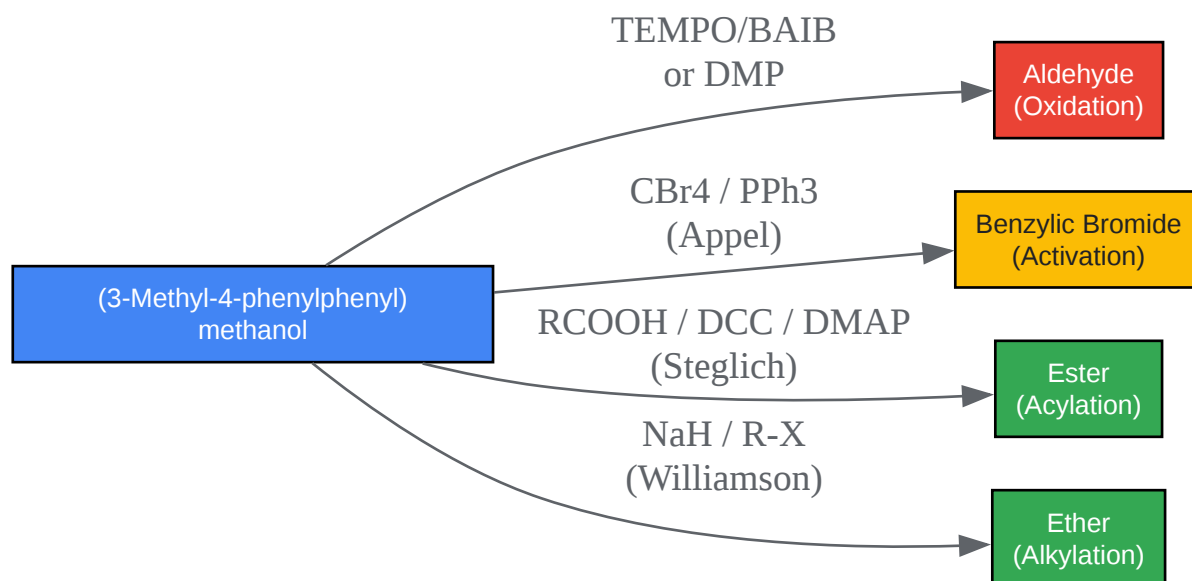 TEMPO/BAIB
or DMP
Aldehyde
(Oxidation)
CBr4 / PPh3
(Appel)
Benzylic Bromide
(Activation)
(3-Methyl-4-phenylphenyl)
methanol
RCOOH / DCC / DMAP
(Steglich)
Ester
(Acylation)
NaH / R-X
(Williamson)
Ether
(Alkylation)